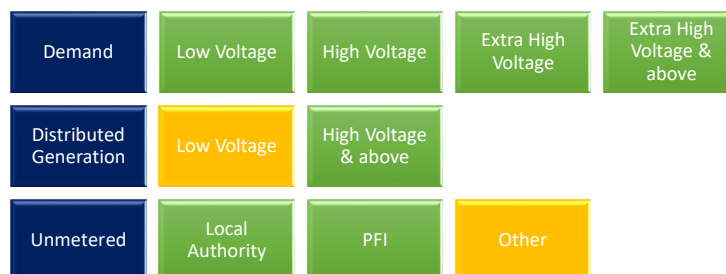 Demand
Low Voltage
High Voltage
Extra High
Voltage
Extra High
Voltage &
above
Distributed
Generation
Low Voltage
High Voltage
& above
Unmetered
Local
Authority
PFI
Other